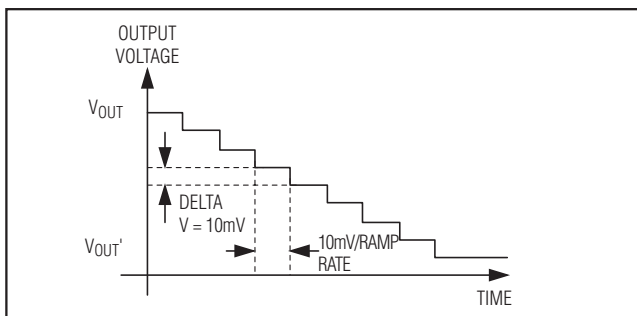 OUTPUT
VOLTAGE
VOUT
DELTA
V = 10mV
10mV/RAMP
RATE
VOUT'
TIME